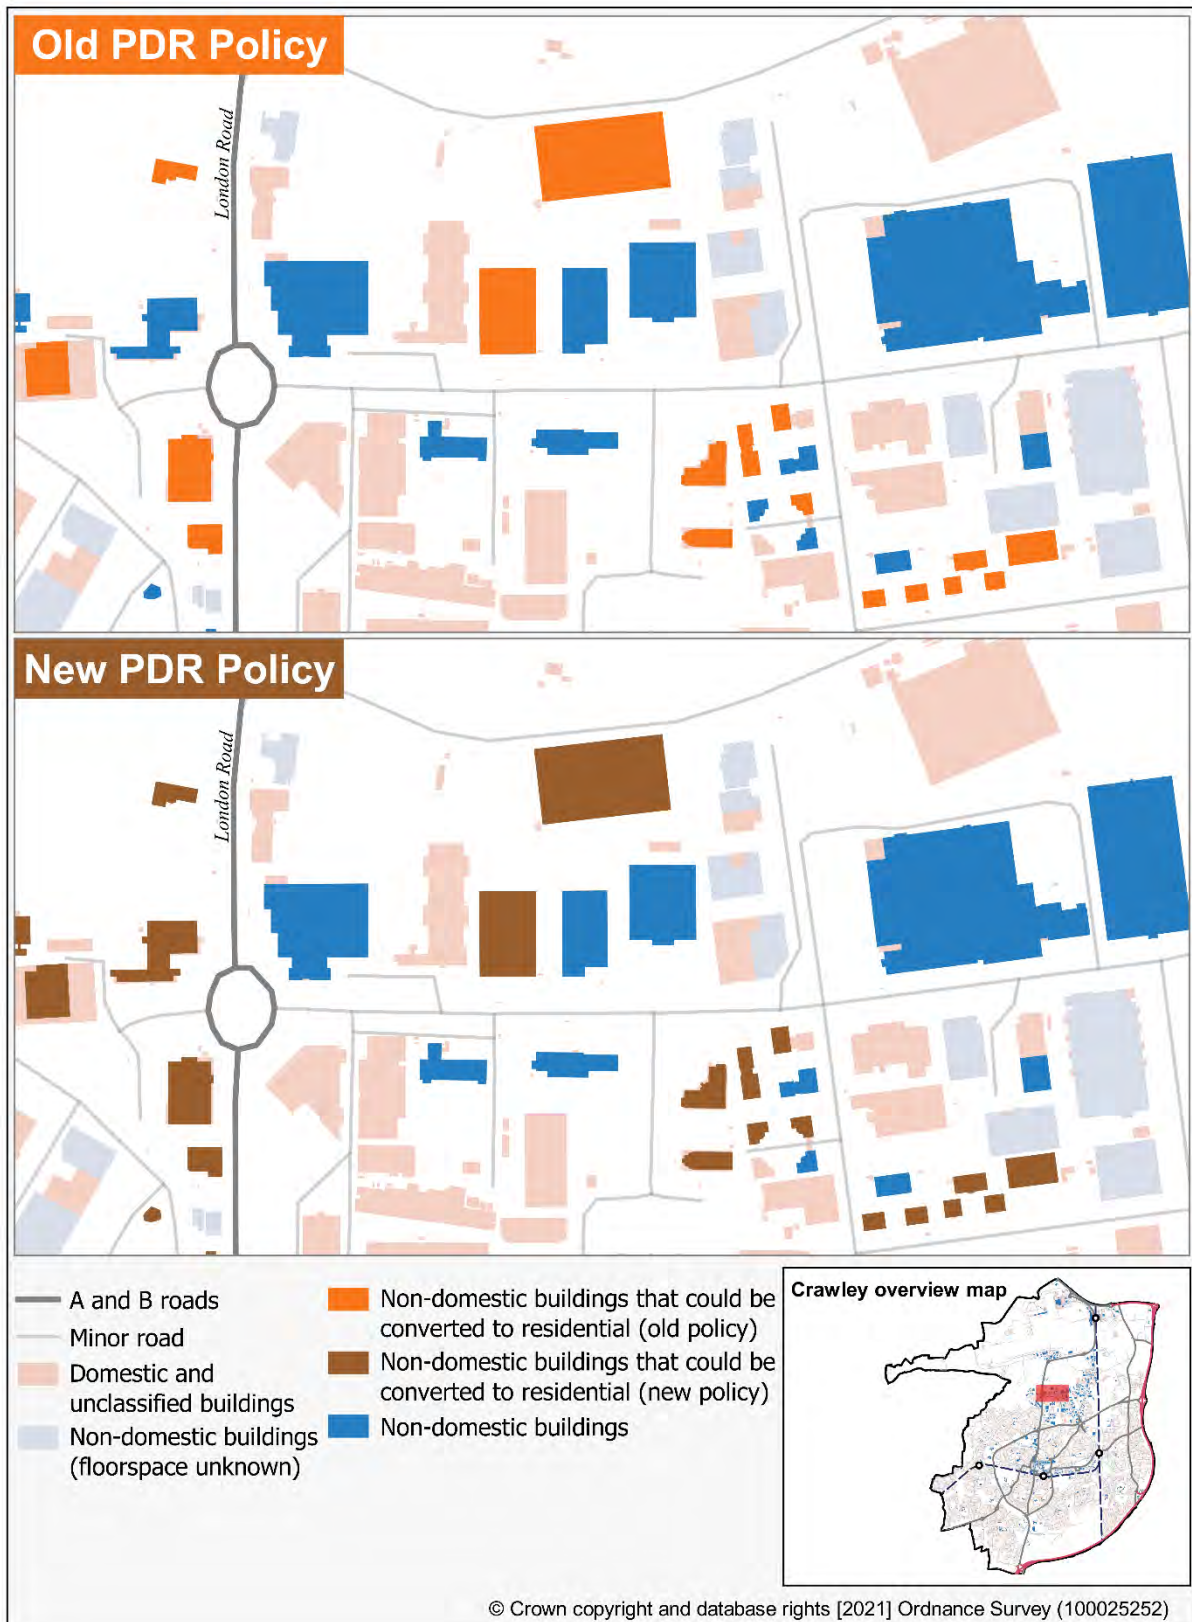 Old PDR Policy
London Road
New PDR Policy
London Road
A and B roads
Minor road
Domestic and
unclassified buildings
Non-domestic buildings
(floorspace unknown)
Non-domestic buildings that could be
converted to residential (old policy)
Non-domestic buildings that could be
converted to residential (new policy)
Non-domestic buildings
Crawley overview map
© Crown copyright and database rights [2021] Ordnance Survey (100025252)